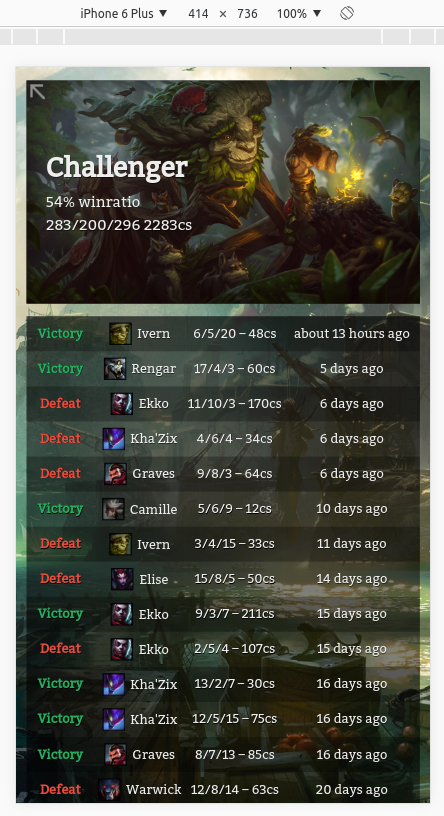 iPhone 6 Plus ▼ 414 × 736 100% ▼
Challenger
54% winratio
283/200/296 2283cs
Victory Ivern 6/5/20 – 48cs about 13 hours ago
Victory Rengar 17/4/3 – 60cs 5 days ago
Defeat Ekko 11/10/3 – 170cs 6 days ago
Defeat Kha'Zix 4/6/4 – 34cs 6 days ago
Defeat Graves 9/8/3 – 64cs 6 days ago
Victory Camille 5/6/9 – 12cs 10 days ago
Defeat Ivern 3/4/15 – 33cs 11 days ago
Defeat Elise 15/8/5 – 50cs 14 days ago
Victory Ekko 9/3/7 – 211cs 15 days ago
Defeat Ekko 2/5/4 – 107cs 15 days ago
Victory Kha'Zix 13/2/7 – 30cs 16 days ago
Victory Kha'Zix 12/5/15 – 75cs 16 days ago
Victory Graves 8/7/13 – 85cs 16 days ago
Defeat Warwick 12/8/14 – 63cs 20 days ago